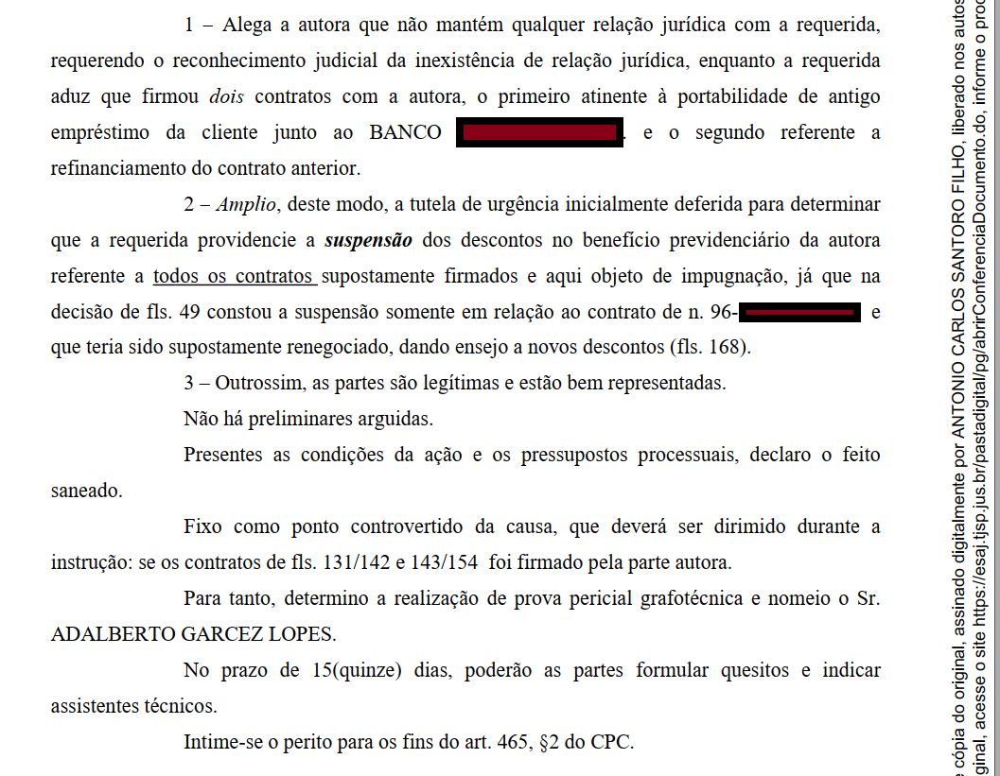 1 – Alega a autora que não mantém qualquer relação jurídica com a requerida,
requerendo o reconhecimento judicial da inexistência de relação jurídica, enquanto a requerida
aduz que firmou dois contratos com a autora, o primeiro atinente à portabilidade de antigo
empréstimo da cliente junto ao BANCO . e o segundo referente a
refinanciamento do contrato anterior.
2 – Amplio, deste modo, a tutela de urgência inicialmente deferida para determinar
que a requerida providencie a suspensão dos descontos no benefício previdenciário da autora
referente a todos os contratos supostamente firmados e aqui objeto de impugnação, já que na
decisão de fls. 49 constou a suspensão somente em relação ao contrato de n. 96- e
que teria sido supostamente renegociado, dando ensejo a novos descontos (fls. 168).
3 – Outrossim, as partes são legítimas e estão bem representadas.
Não há preliminares arguidas.
Presentes as condições da ação e os pressupostos processuais, declaro o feito
saneado.
Fixo como ponto controvertido da causa, que deverá ser dirimido durante a
instrução: se os contratos de fls. 131/142 e 143/154 foi firmado pela parte autora.
Para tanto, determino a realização de prova pericial grafotécnica e nomeio o Sr.
ADALBERTO GARCEZ LOPES.
No prazo de 15(quinze) dias, poderão as partes formular quesitos e indicar
assistentes técnicos.
Intime-se o perito para os fins do art. 465, §2 do CPC.
cópia do original, assinado digitalmente por ANTONIO CARLOS SANTORO FILHO, liberado nos autos
ginal, acesse o site https://esaj.tjsp.jus.br/pastadigital/pg/abrirConferenciaDocumento.do, informe o proc